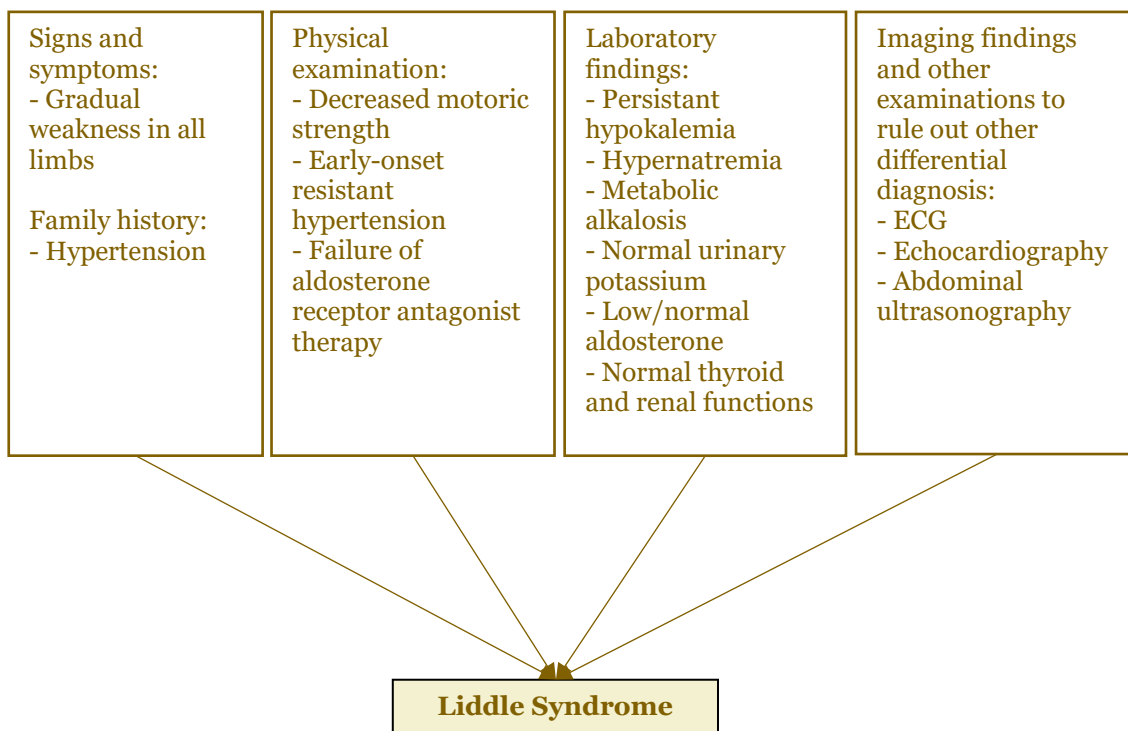 Signs and
symptoms:
- Gradual
weakness in all
limbs
Family history:
- Hypertension
Physical
examination:
- Decreased motoric
strength
- Early-onset
resistant
hypertension
- Failure of
aldosterone
receptor antagonist
therapy
Laboratory
findings:
- Persistant
hypokalemia
- Hypernatremia
- Metabolic
alkalosis
- Normal urinary
potassium
- Low/normal
aldosterone
- Normal thyroid
and renal functions
Imaging findings
and other
examinations to
rule out other
differential
diagnosis:
- ECG
- Echocardiography
- Abdominal
ultrasonography
Liddle Syndrome